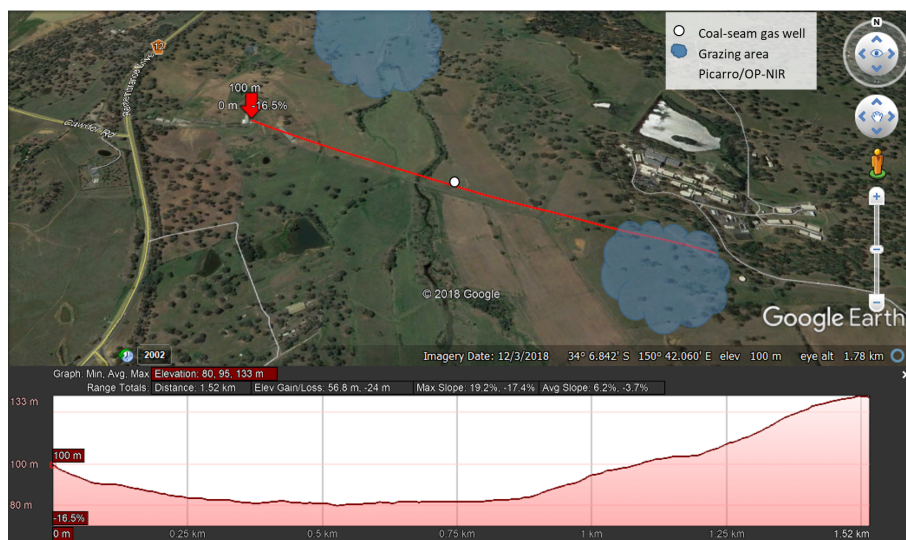 Coal-seam gas well
Grazing area
Picarro/OP-NIR
N
13
100 m
0 m -16.5%
Cawdor Rd
© 2018 Google
Google Earth
2002
Imagery Date: 12/3/2018 34° 6.842' S 150° 42.060' E elev 100 m eye alt 1.78 km
Graph: Min, Avg, Max Elevation: 80, 95, 133 m
Range Totals: Distance: 1.52 km Elev Gain/Loss: 56.8 m, -24 m Max Slope: 19.2%, -17.4% Avg Slope: 6.2%, -3.7%
133 m
100 m
100 m
80 m
-16.5%
0 m 0.25 km 0.5 km 0.75 km 1 km 1.25 km 1.52 km